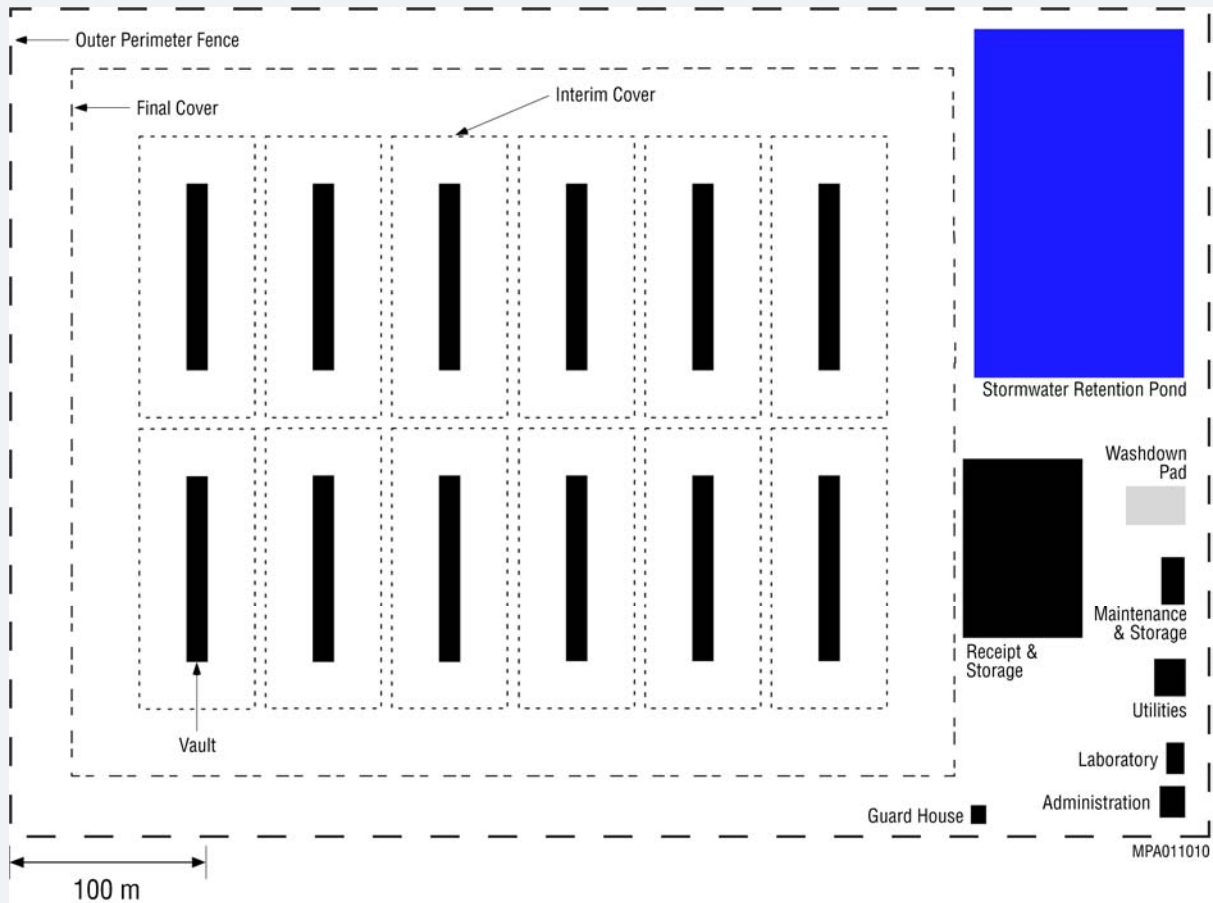 Outer Perimeter Fence
Final Cover
Interim Cover
Stormwater Retention Pond
Washdown
Pad
Maintenance
& Storage
Receipt &
Storage
Utilities
Vault
Laboratory
Administration
Guard House
MPA011010
100 m